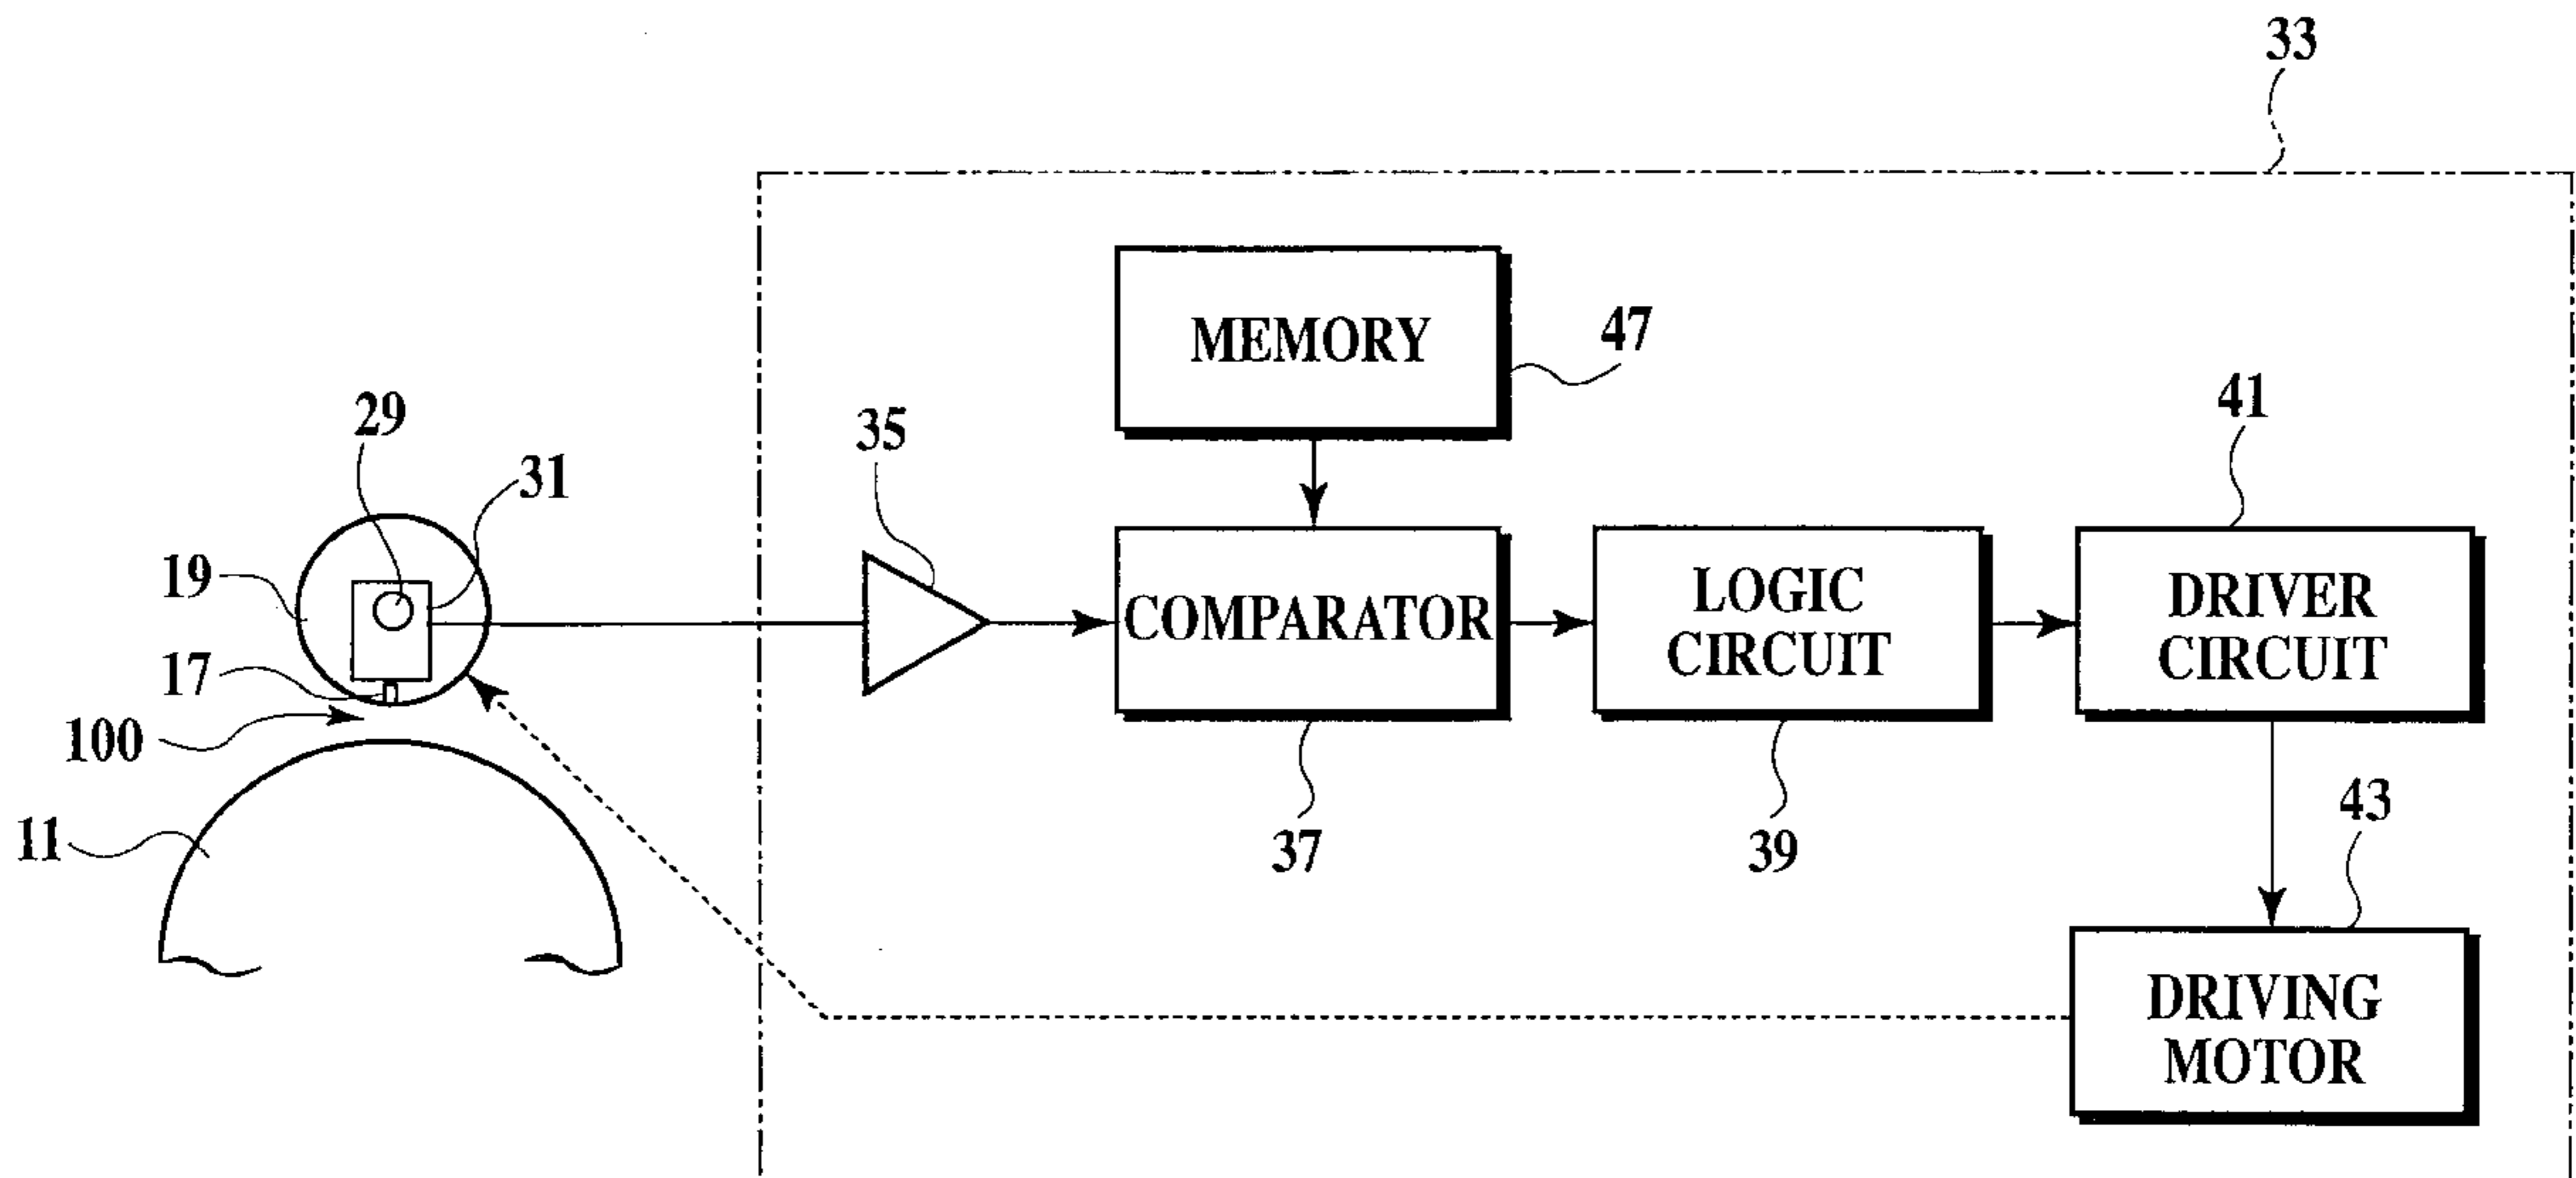 33
MEMORY
47
41
29
35
31
19
LOGIC
CIRCUIT
DRIVER
CIRCUIT
COMPARATOR
17
100
43
11
37
39
DRIVING
MOTOR